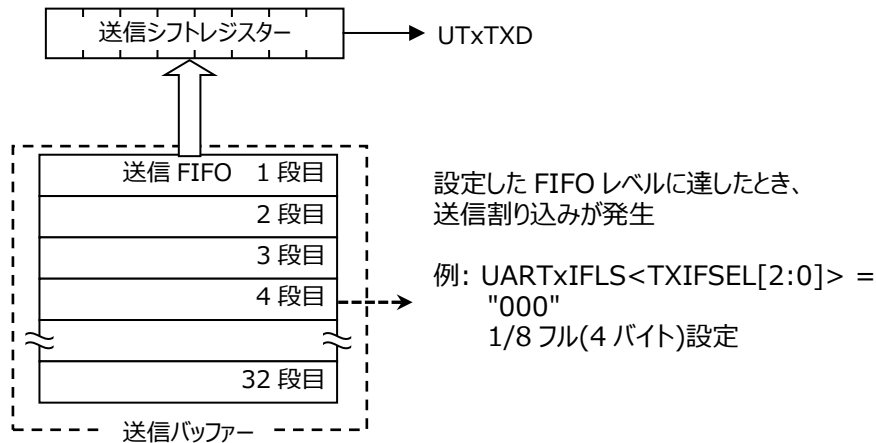 送信シフトレジスター
UTxTXD
送信 FIFO 1 段目
2 段目
3 段目
4 段目
32 段目
送信バッファー
設定した FIFO レベルに達したとき、
送信割り込みが発生
例: UARTxIFLS<TXIFSEL[2:0]> =
"000"
1/8 フル(4 バイト)設定